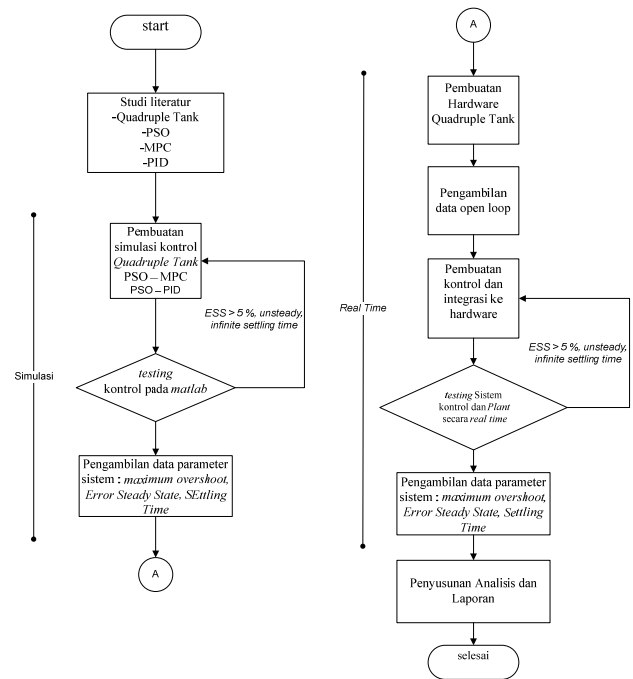 start
Studi literatur
-Quadruple Tank
-PSO
-MPC
-PID
Simulasi
Pembuatan
simulasi kontrol
Quadruple Tank
PSO – MPC
PSO – PID
ESS > 5 %, unsteady,
infinite settling time
testing
kontrol pada matlab
Pengambilan data parameter
sistem : maximum overshoot,
Error Steady State, SEttling
Time
A
A
Real Time
Pembuatan
Hardware
Quadruple Tank
Pengambilan
data open loop
Pembuatan
kontrol dan
integrasi ke
hardware
ESS > 5 %, unsteady,
infinite settling time
testing Sistem
kontrol dan Plant
secara real time
Pengambilan data parameter
sistem : maximum overshoot,
Error Steady State, Settling
Time
Penyusunan Analisis dan
Laporan
selesai